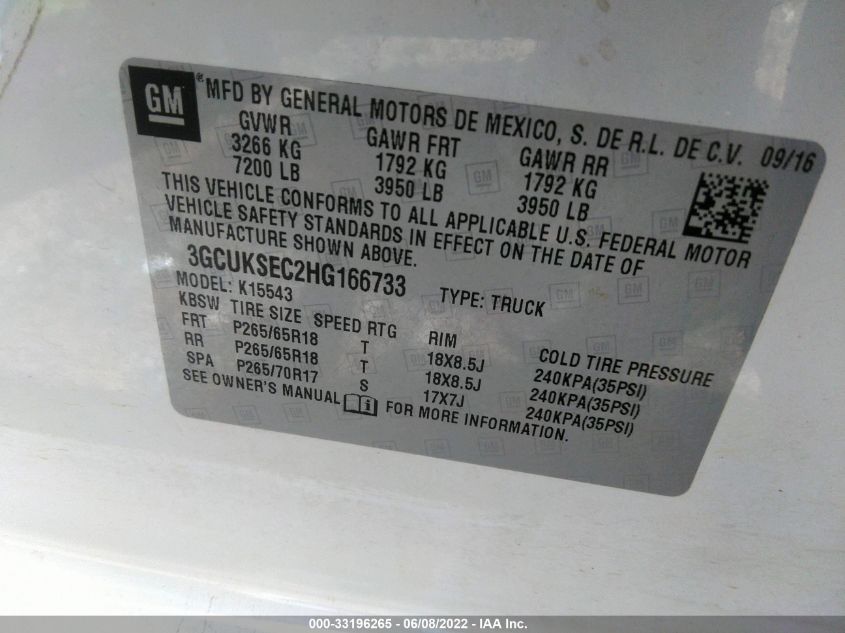 GM
® MFD BY GENERAL MOTORS DE MEXICO, S. DE R.L. DE C.V. 09/16
GVWR GAWR FRT GAWR RR
3266 KG 1792 KG 1792 KG
7200 LB 3950 LB 3950 LB
THIS VEHICLE CONFORMS TO ALL APPLICABLE U.S. FEDERAL MOTOR
VEHICLE SAFETY STANDARDS IN EFFECT ON THE DATE OF
MANUFACTURE SHOWN ABOVE.
3GCUKSEC2HG166733 TYPE: TRUCK
MODEL: K15543
KBSW TIRE SIZE SPEED RTG RIM COLD TIRE PRESSURE
FRT P265/65R18 T 18X8.5J 240KPA(35PSI)
RR P265/65R18 T 18X8.5J 240KPA(35PSI)
SPA P265/70R17 S 17X7J 240KPA(35PSI)
SEE OWNER'S MANUAL FOR MORE INFORMATION.
000-33196265 - 06/08/2022 - IAA Inc.